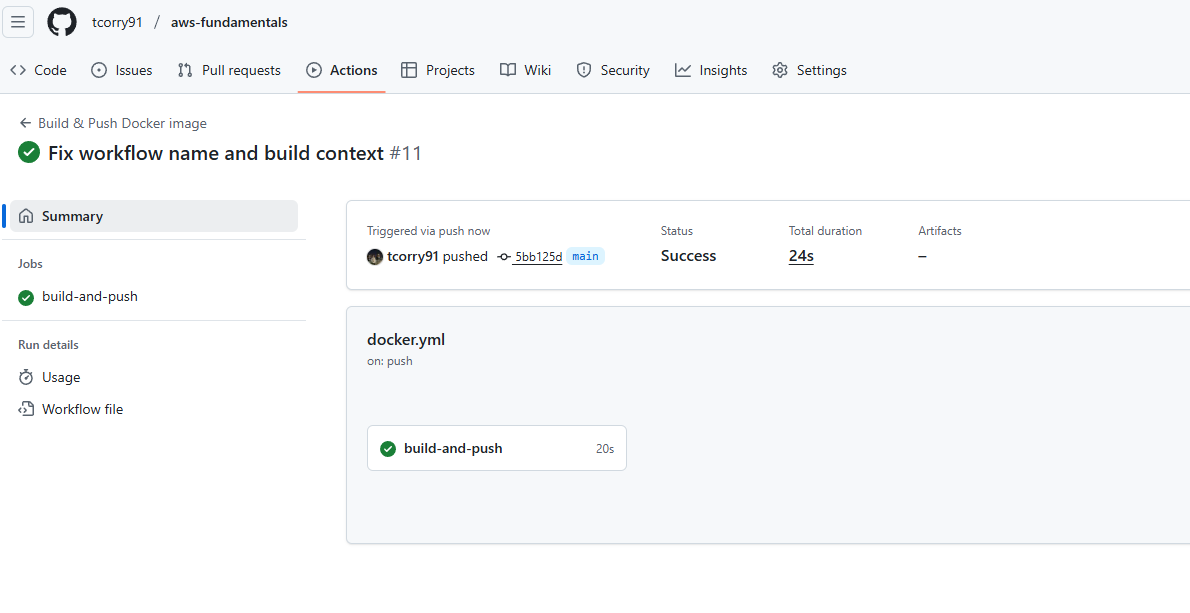 tcorry91 / aws-fundamentals
Code Issues Pull requests Actions Projects Wiki Security Insights Settings
Build & Push Docker image
Fix workflow name and build context #11
Summary
Jobs
build-and-push
Run details
Usage
Workflow file
Triggered via push now
tcorry91 pushed 5bb125d main
Status
Success
Total duration
24s
Artifacts
–
docker.yml
on: push
build-and-push 20s